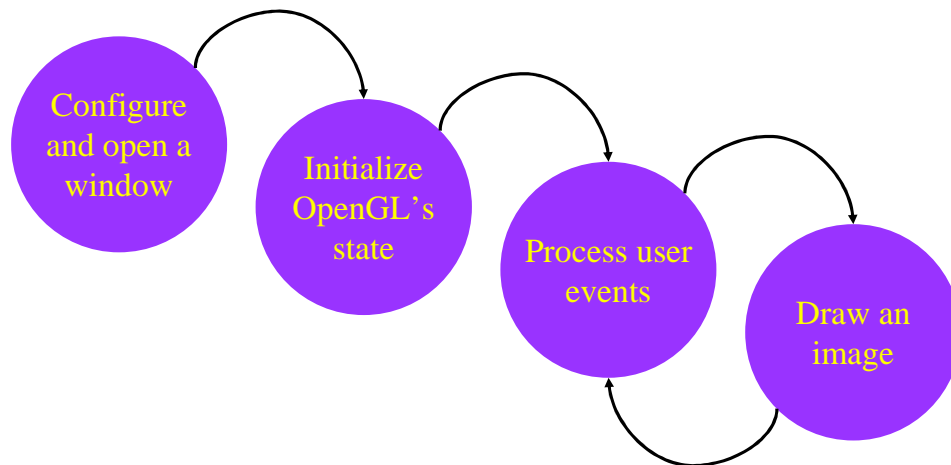 Configure
and open a
window
Initialize
OpenGL’s
state
Process user
events
Draw an
image